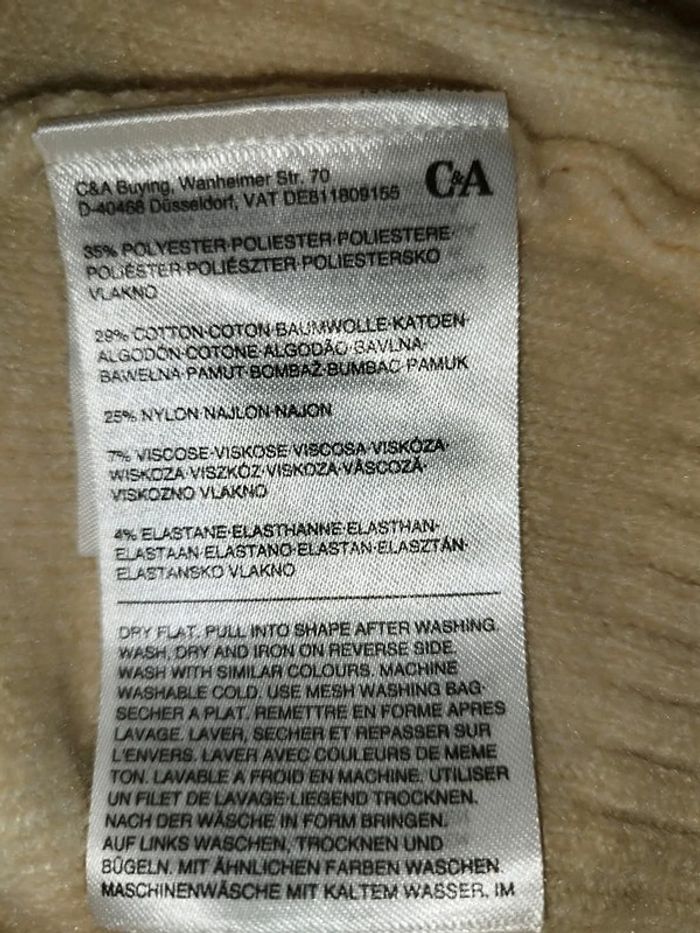 C&A Buying, Wanheimer Str. 70
C&A
D-40468 Düsseldorf, VAT DE811809155
35% POLYESTER·POLIESTER·POLIESTERE·
POLIÉSTER·POLIÉSZTER·POLIESTERSKO
VLAKNO
29% COTTON·COTON·BAUMWOLLE·KATOEN·
ALGODÓN·COTONE·ALGODÃO·BAVLNA·
BAWEŁNA·PAMUT·BOMBAŽ·BUMBAC·PAMUK
25% NYLON·NAJLON·NAJON
7% VISCOSE·VISKOSE·VISCOSA·VISKÓZA·
WISKOZA·VISZKÓZ·VISKOZA·VÂSCOZĂ·
VISKOZNO VLAKNO
4% ELASTANE·ELASTHANNE·ELASTHAN·
ELASTAAN·ELASTANO·ELASTAN·ELASZTÁN·
ELASTANSKO VLAKNO
DRY FLAT. PULL INTO SHAPE AFTER WASHING.
WASH, DRY AND IRON ON REVERSE SIDE.
WASH WITH SIMILAR COLOURS. MACHINE
WASHABLE COLD. USE MESH WASHING BAG·
SECHER A PLAT. REMETTRE EN FORME APRES
LAVAGE. LAVER, SECHER ET REPASSER SUR
L'ENVERS. LAVER AVEC COULEURS DE MEME
TON. LAVABLE A FROID EN MACHINE. UTILISER
UN FILET DE LAVAGE·LIEGEND TROCKNEN.
NACH DER WÄSCHE IN FORM BRINGEN.
AUF LINKS WASCHEN, TROCKNEN UND
BÜGELN. MIT ÄHNLICHEN FARBEN WASCHEN.
MASCHINENWÄSCHE MIT KALTEM WASSER. IM